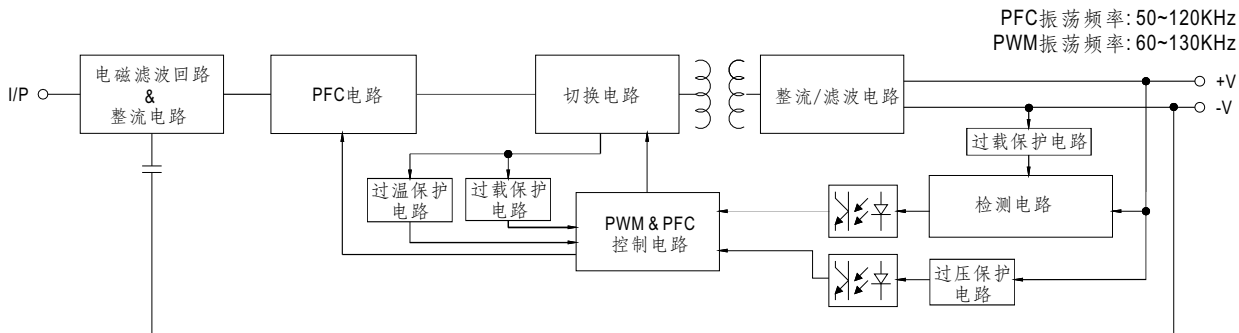 PFC振荡频率: 50~120KHz
PWM振荡频率: 60~130KHz
I/P
电磁滤波回路
&
整流电路
PFC电路
切换电路
整流/滤波电路
+V
-V
过载保护电路
过温保护
电路
过载保护
电路
PWM & PFC
控制电路
检测电路
过压保护
电路